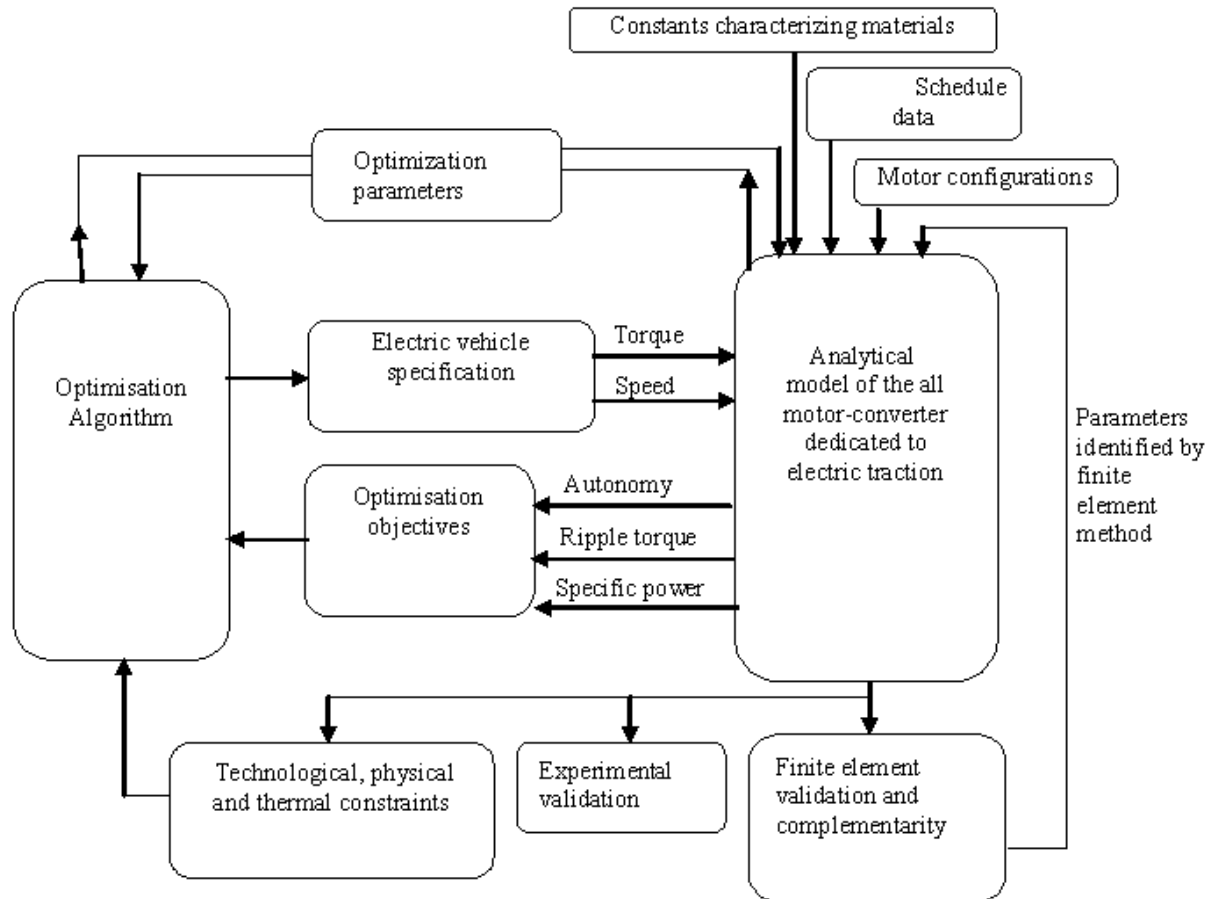 Constants characterizing materials
Schedule
data
Motor configurations
Optimization
parameters
Optimisation
Algorithm
Electric vehicle
specification
Torque
Speed
Analytical
model of the all
motor-converter
dedicated to
electric traction
Parameters
identified by
finite
element
method
Optimisation
objectives
Autonomy
Ripple torque
Specific power
Technological, physical
and thermal constraints
Experimental
validation
Finite element
validation and
complementarity